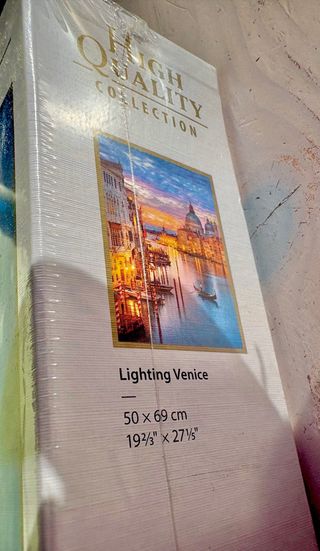 HIGH
QUALITY
COLLECTION
Lighting Venice
50 x 69 cm
19⅔" x 27⅕"